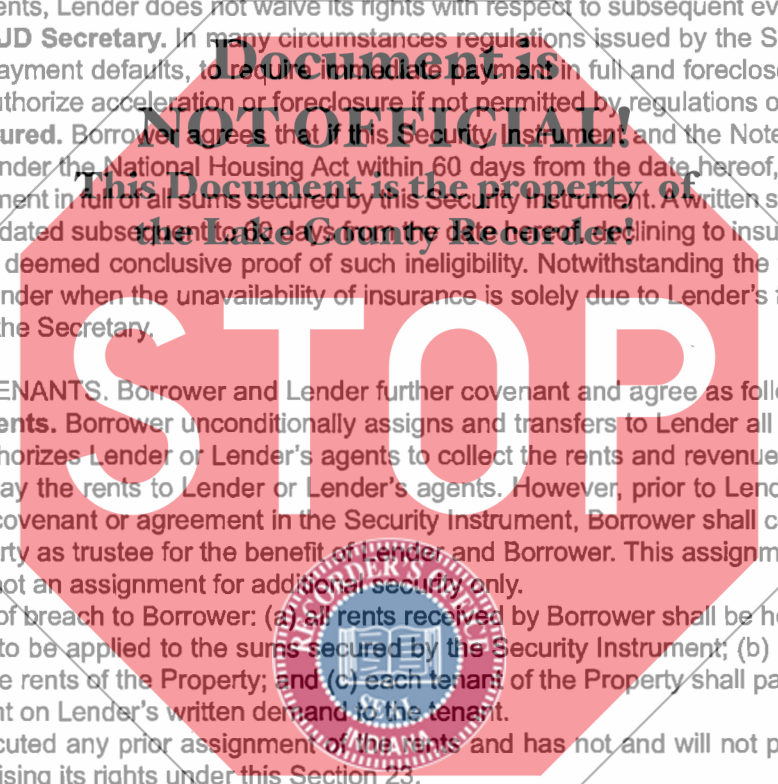 ents, Lender does not waive its rights with respect to subsequent ev
UD Secretary. In many circumstances regulations issued by the S
Document is
ayment defaults, to require immediate payment in full and foreclos
uthorize acceleration or foreclosure if not permitted by regulations o
NOT OFFICIAL!
ured. Borrower agrees that if this Security Instrument and the Note
nder the National Housing Act within 60 days from the date hereof,
This Document is the property of
ment in full of all sums secured by this Security Instrument. A written s
the Lake County Recorder!
dated subsequent to 60 days from the date hereof, declining to insu
deemed conclusive proof of such ineligibility. Notwithstanding the
nder when the unavailability of insurance is solely due to Lender's f
the Secretary.
STOP
ENANTS. Borrower and Lender further covenant and agree as follo
ents. Borrower unconditionally assigns and transfers to Lender all
horizes Lender or Lender's agents to collect the rents and revenue
ay the rents to Lender or Lender's agents. However, prior to Lend
covenant or agreement in the Security Instrument, Borrower shall c
rty as trustee for the benefit of Lender and Borrower. This assignm
not an assignment for additional security only.
of breach to Borrower: (a) all rents received by Borrower shall be he
to be applied to the sums secured by the Security Instrument; (b)
e rents of the Property; and (c) each tenant of the Property shall pa
nt on Lender's written demand to the tenant.
cuted any prior assignment of the rents and has not and will not p
ising its rights under this Section 23.
RECORDER'S
SEAL
INDIANA